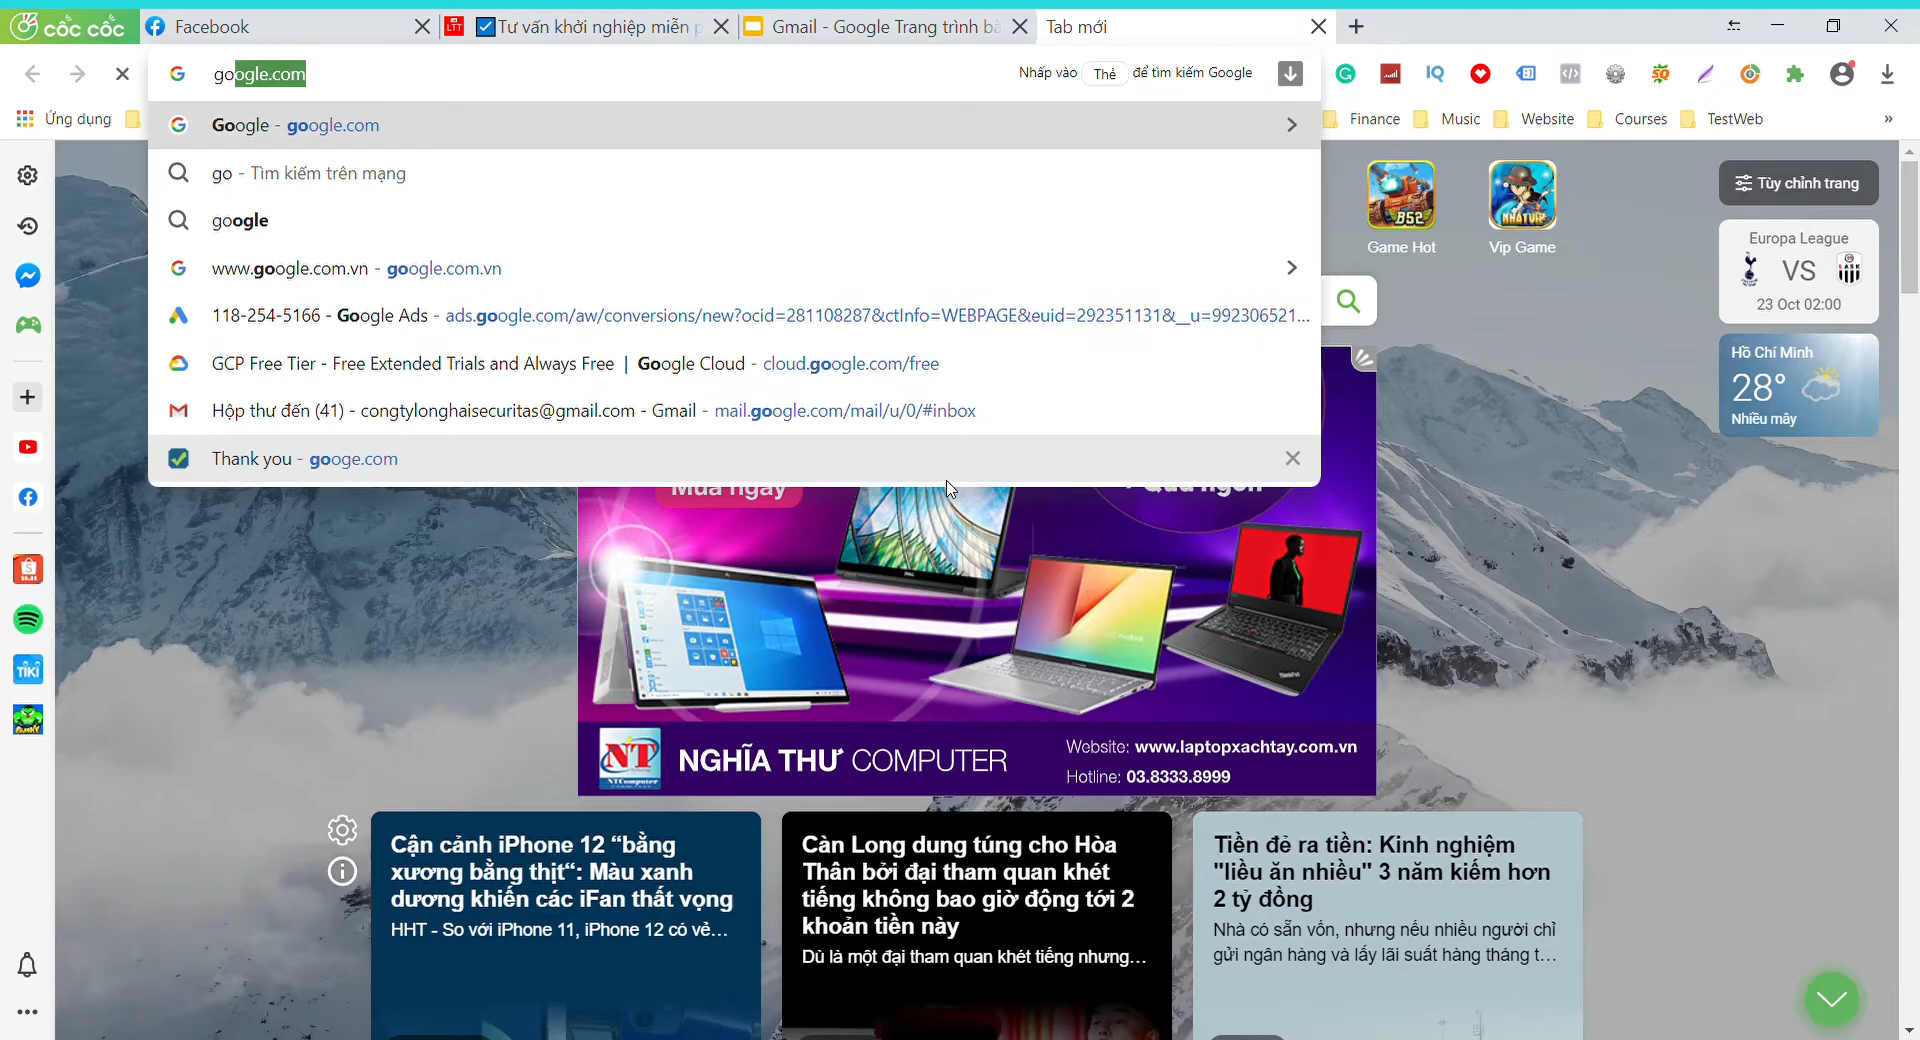 cốc cốc
Facebook
LTT
Tư vấn khởi nghiệp miễn p
Gmail - Google Trang trình bà
Tab mới
google.com
Nhấp vào Thẻ để tìm kiếm Google
Ứng dụng
Finance
Music
Website
Courses
TestWeb
»
Google - google.com
go - Tìm kiếm trên mạng
google
www.google.com.vn - google.com.vn
118-254-5166 - Google Ads - ads.google.com/aw/conversions/new?ocid=281108287&ctInfo=WEBPAGE&euid=292351131&__u=992306521...
GCP Free Tier - Free Extended Trials and Always Free | Google Cloud - cloud.google.com/free
Hộp thư đến (41) - congtylonghaisecuritas@gmail.com - Gmail - mail.google.com/mail/u/0/#inbox
Thank you - googe.com
B52
Game Hot
NHATVIP
Vip Game
Tùy chỉnh trang
Europa League
VS
LASK
23 Oct 02:00
Hồ Chí Minh
28°
Nhiều mây
Mua ngay
11.11
TIKI
NT
NTComputer
NGHĨA THƯ COMPUTER
Website: www.laptopxachtay.com.vn
Hotline: 03.8333.8999
Cận cảnh iPhone 12 “bằng
xương bằng thịt“: Màu xanh
dương khiến các iFan thất vọng
HHT - So với iPhone 11, iPhone 12 có vẻ...
Càn Long dung túng cho Hòa
Thân bởi đại tham quan khét
tiếng không bao giờ động tới 2
khoản tiền này
Dù là một đại tham quan khét tiếng nhưng...
Tiền đẻ ra tiền: Kinh nghiệm
"liều ăn nhiều" 3 năm kiếm hơn
2 tỷ đồng
Nhà có sẵn vốn, nhưng nếu nhiều người chỉ
gửi ngân hàng và lấy lãi suất hàng tháng t...